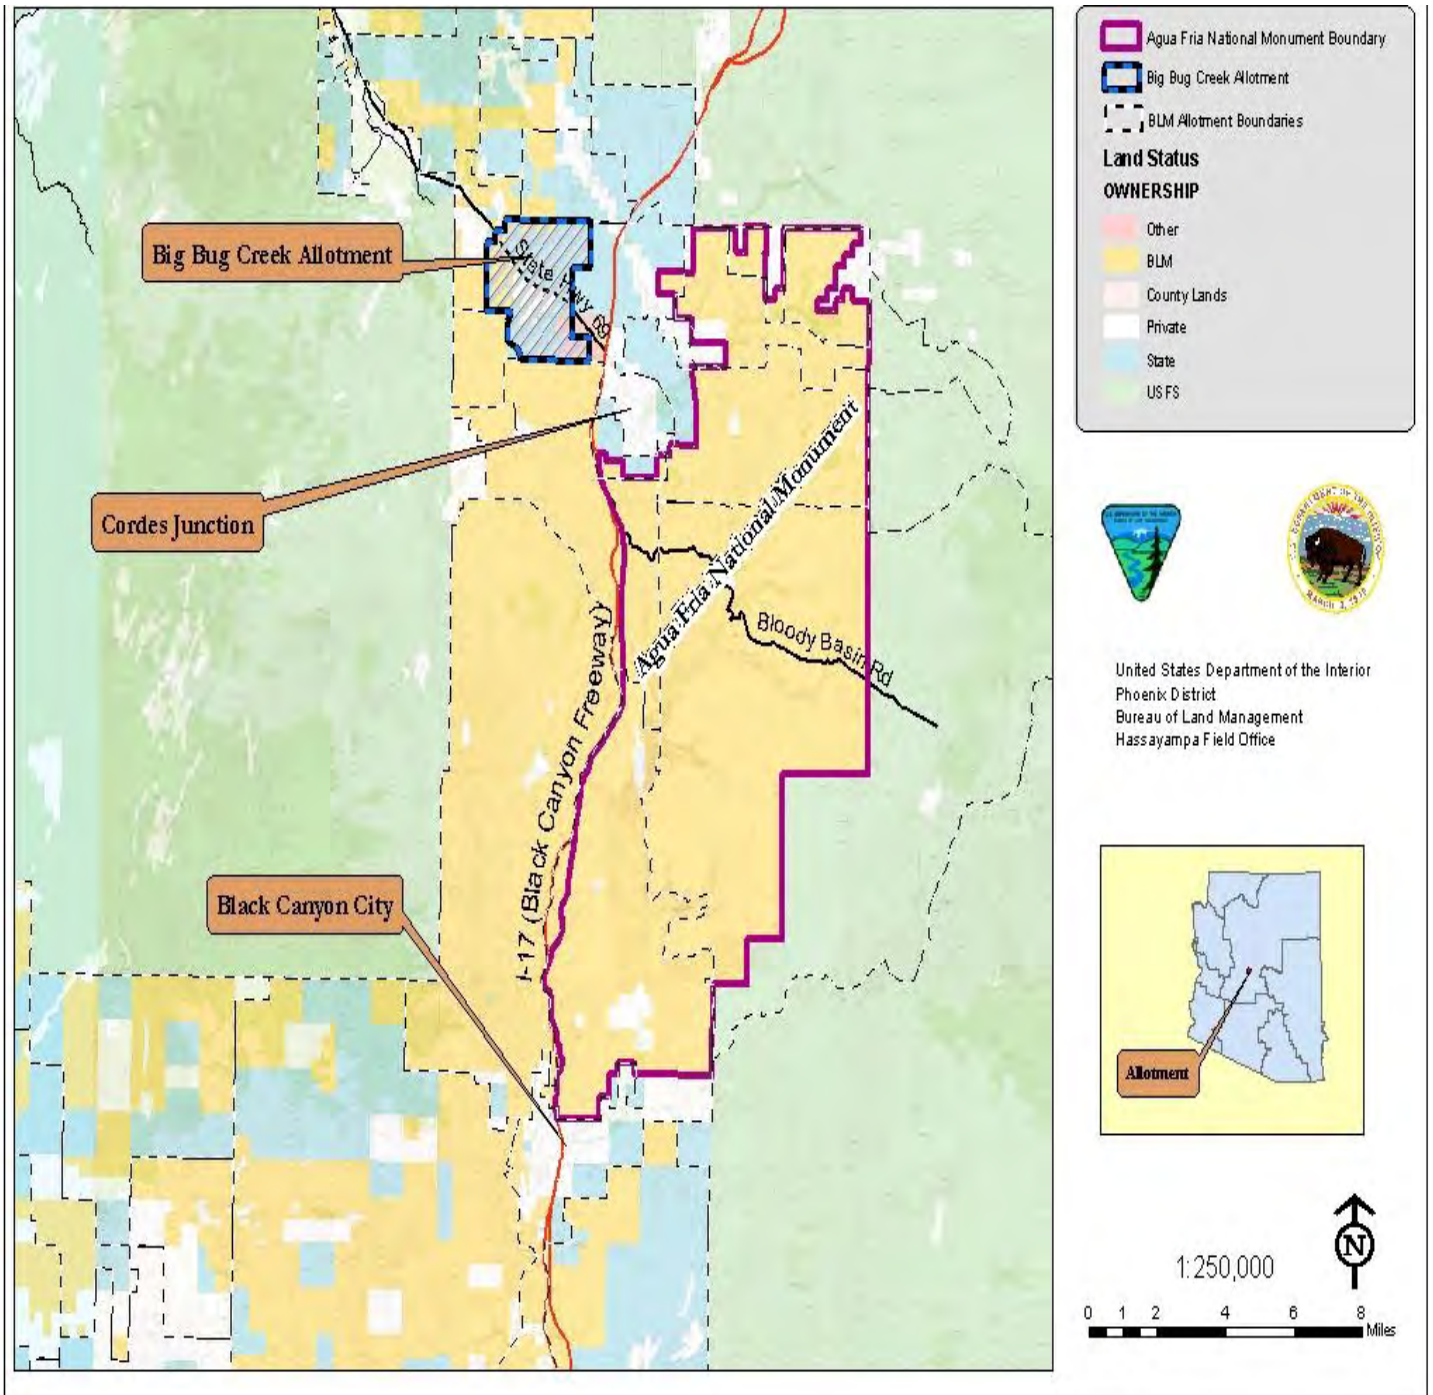 Agua Fria National Monument Boundary
Big Bug Creek Allotment
BLM Allotment Boundaries
Land Status
OWNERSHIP
Other
BLM
County Lands
Private
State
USFS
Big Bug Creek Allotment
State Hwy 69
Cordes Junction
Agua Fria National Monument
Bloody Basin Rd
I-17 (Black Canyon Freeway)
Black Canyon City
United States Department of the Interior
Phoenix District
Bureau of Land Management
Hassayampa Field Office
Allotment
N
1:250,000
0 1 2 4 6 8
Miles